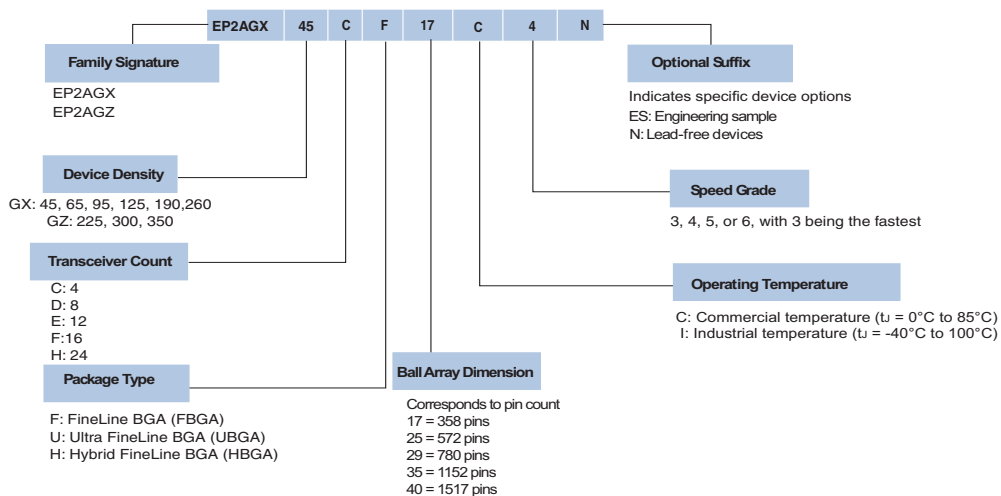 EP2AGX 45 C F 17 C 4 N
Family Signature
EP2AGX
EP2AGZ
Optional Suffix
Indicates specific device options
ES: Engineering sample
N: Lead-free devices
Device Density
GX: 45, 65, 95, 125, 190,260
GZ: 225, 300, 350
Speed Grade
3, 4, 5, or 6, with 3 being the fastest
Transceiver Count
C: 4
D: 8
E: 12
F:16
H: 24
Operating Temperature
C: Commercial temperature (tJ = 0°C to 85°C)
I: Industrial temperature (tJ = -40°C to 100°C)
Package Type
F: FineLine BGA (FBGA)
U: Ultra FineLine BGA (UBGA)
H: Hybrid FineLine BGA (HBGA)
Ball Array Dimension
Corresponds to pin count
17 = 358 pins
25 = 572 pins
29 = 780 pins
35 = 1152 pins
40 = 1517 pins